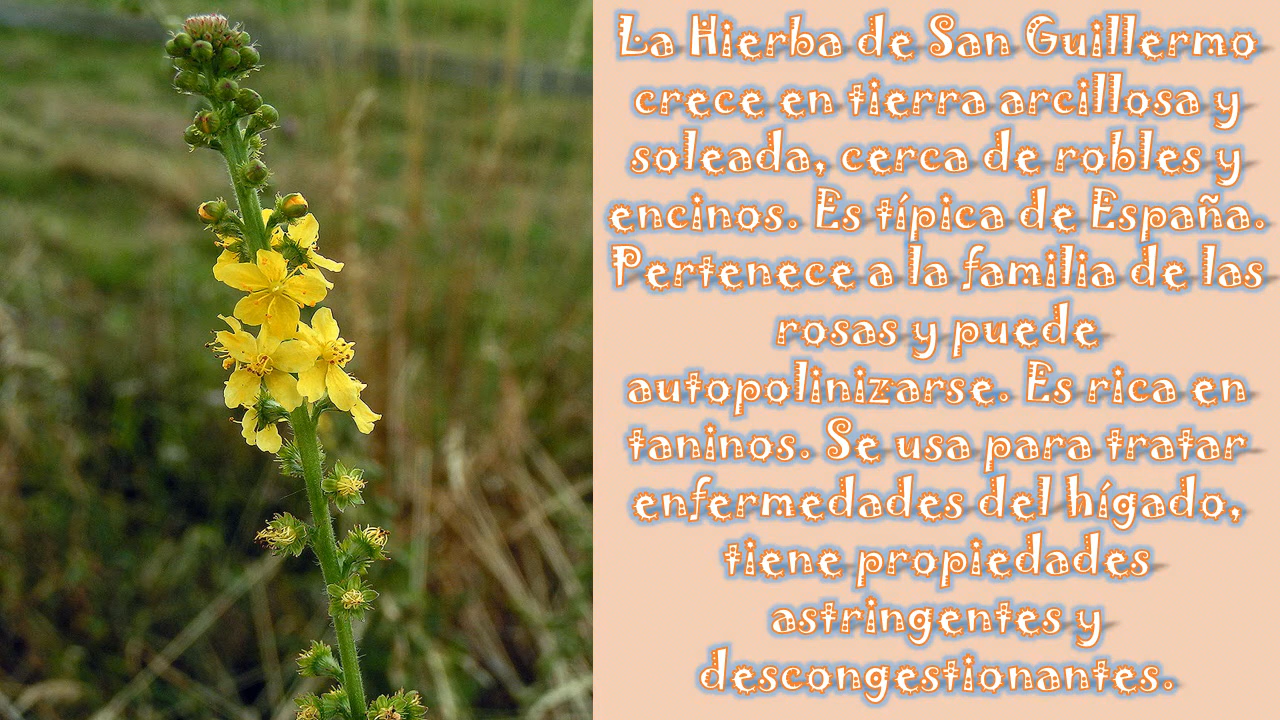 La Hierba de San Guillermo
crece en tierra arcillosa y
soleada, cerca de robles y
encinos. Es típica de España.
Pertenece a la familia de las
rosas y puede
autopolinizarse. Es rica en
taninos. Se usa para tratar
enfermedades del hígado,
tiene propiedades
astringentes y
descongestionantes.